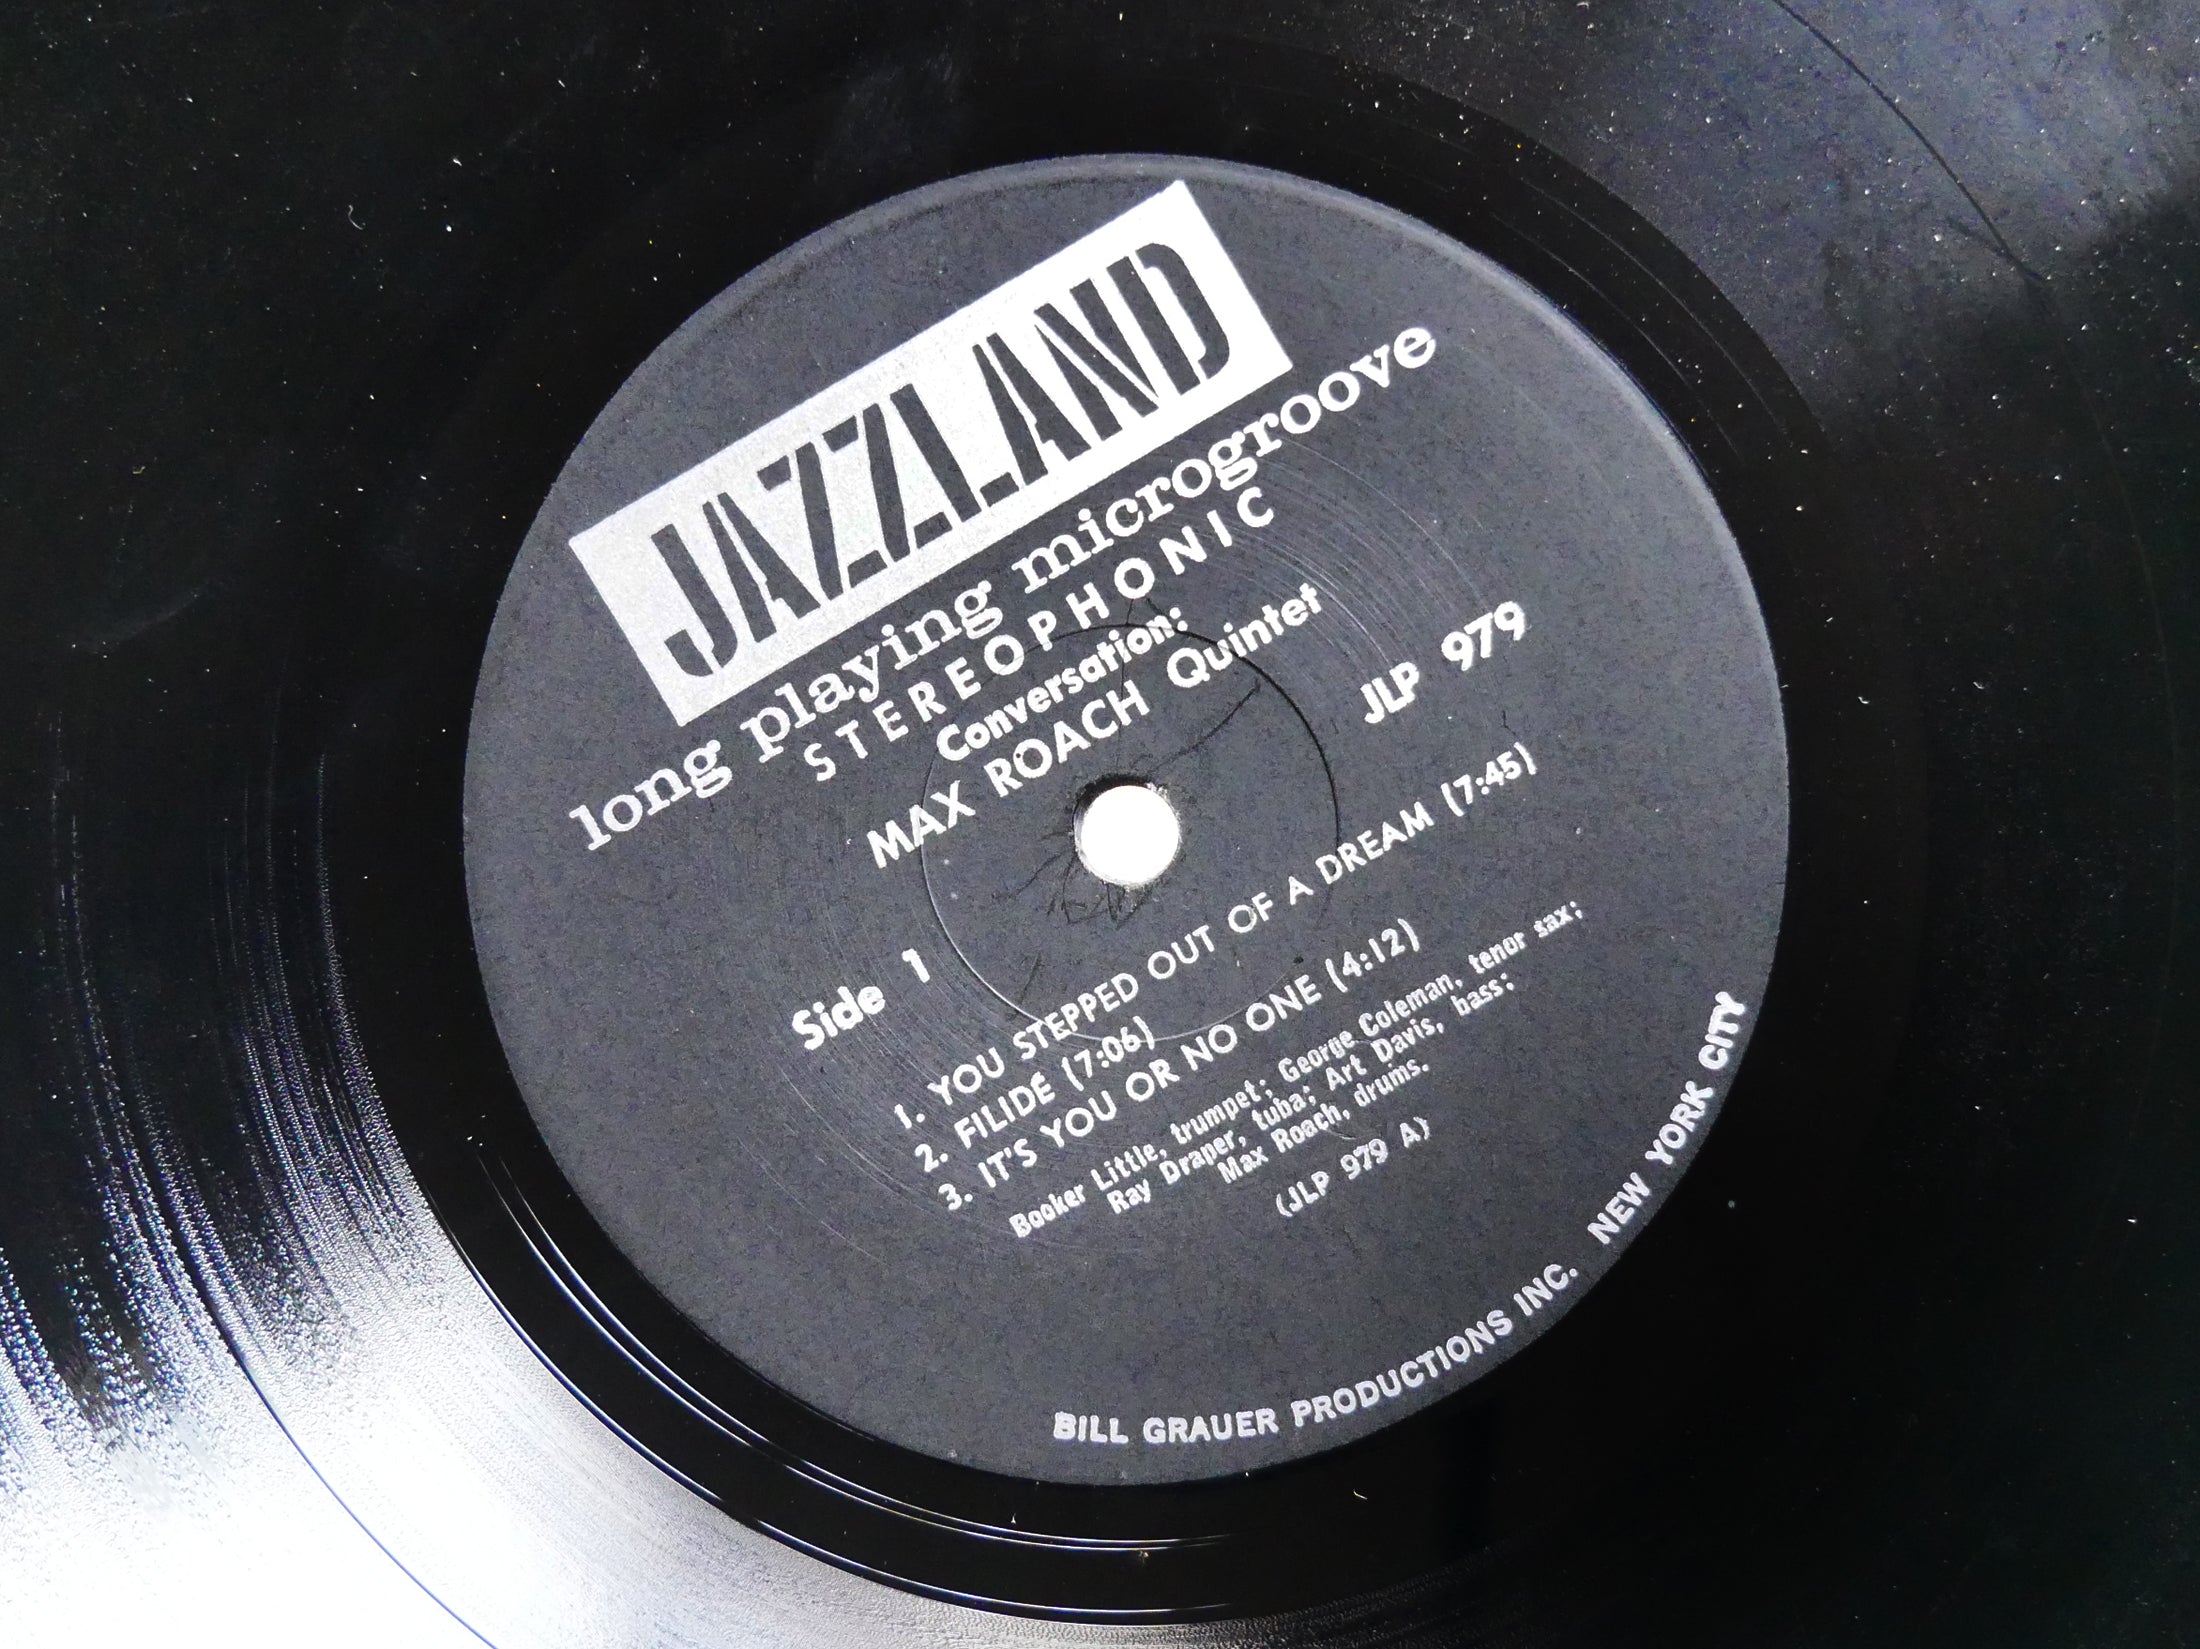 JAZZLAND
long playing microgroove
STEREOPHONIC
Conversation:
MAX ROACH Quintet
JLP 979
Side 1
1. YOU STEPPED OUT OF A DREAM (7:45)
2. FILIDE (7:06)
3. IT'S YOU OR NO ONE (4:12)
Booker Little, trumpet; George Coleman, tenor sax;
Ray Draper, tuba; Art Davis, bass;
Max Roach, drums.
(JLP 979 A)
BILL GRAUER PRODUCTIONS INC. NEW YORK CITY